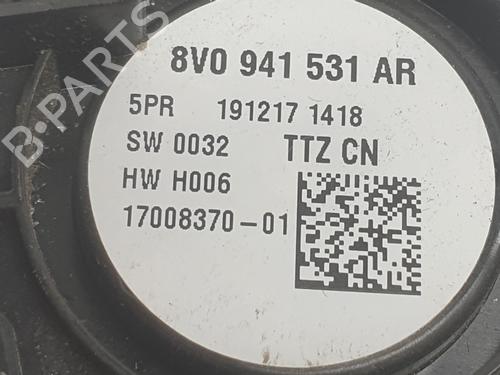 8V0 941 531 AR
5PR 191217 1418
SW 0032 TTZ CN
HW H006
17008370-01
B-PARTS